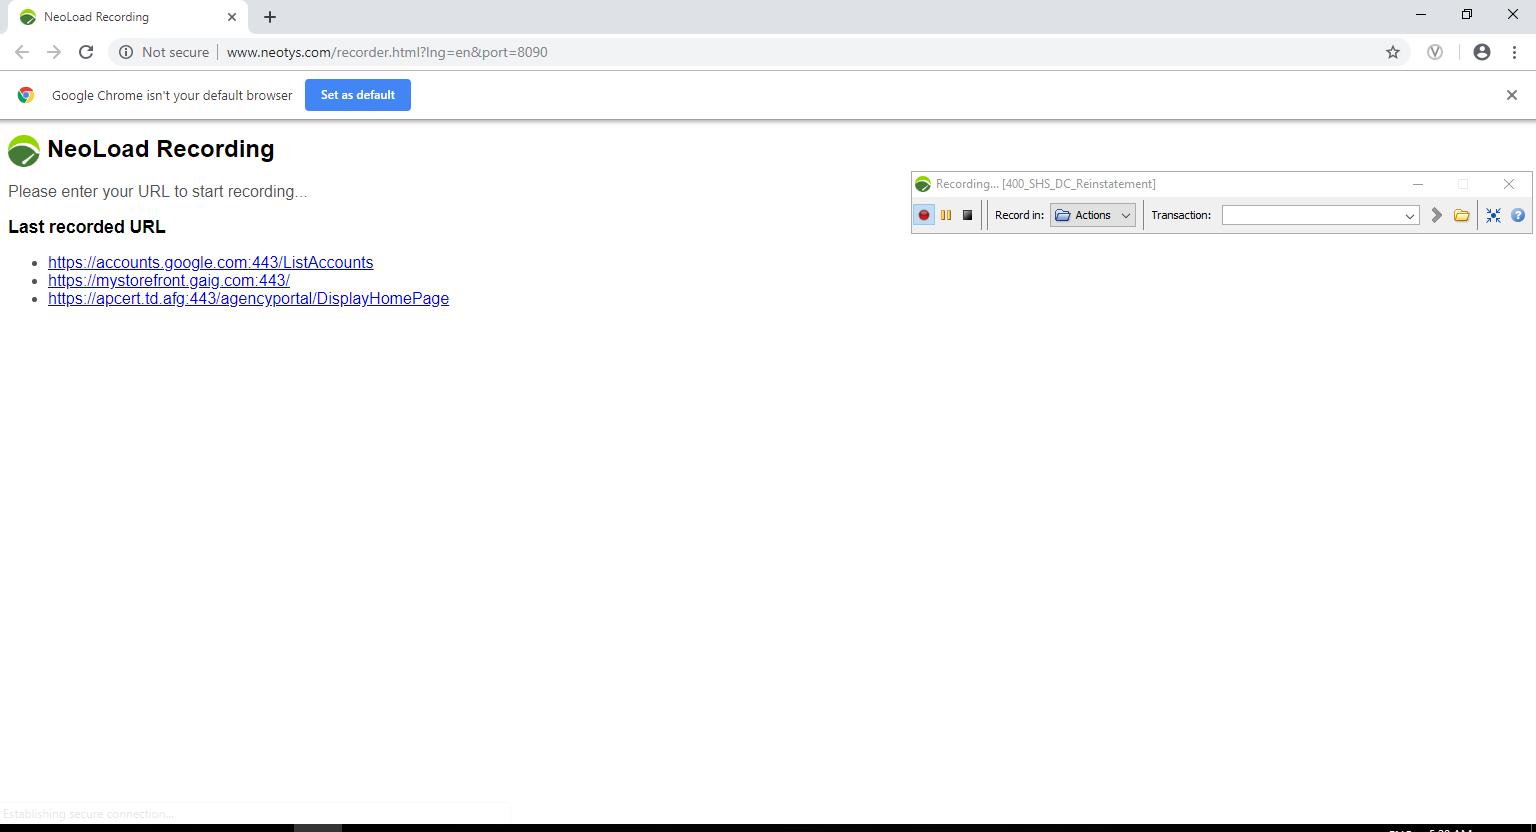 NeoLoad Recording
Not secure
www.neotys.com/recorder.html?lng=en&port=8090
Google Chrome isn't your default browser
Set as default
NeoLoad Recording
Please enter your URL to start recording...
Recording... [400_SHS_DC_Reinstatement]
Record in:
Actions
Transaction:
Last recorded URL
https://accounts.google.com:443/ListAccounts
https://mystorefront.gaig.com:443/
https://apcert.td.afg:443/agencyportal/DisplayHomePage
Establishing secure connection...